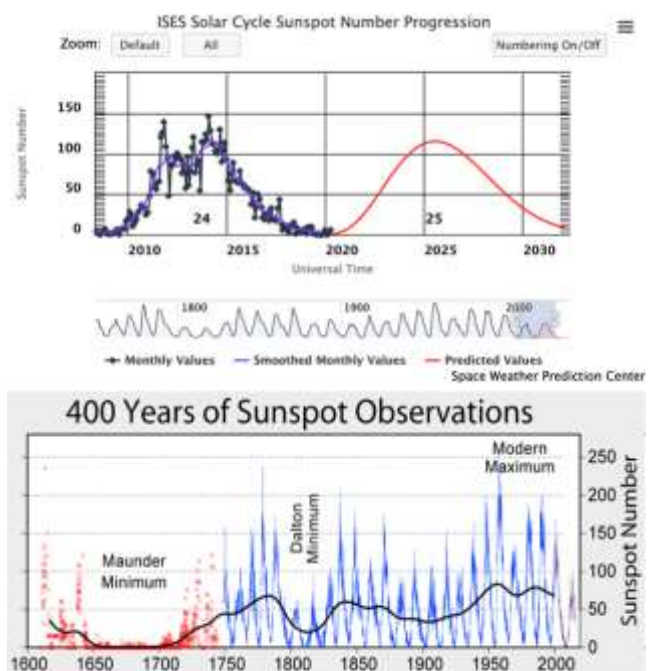 ISES Solar Cycle Sunspot Number Progression
Zoom: Default All Numbering On/Off
Sunspot Number
150
100
50
0
24 25
2010 2015 2020 2025 2030
Universal Time
1800 1900 2000
Monthly Values Smoothed Monthly Values Predicted Values
Space Weather Prediction Center
400 Years of Sunspot Observations
Modern
Maximum
Dalton
Minimum
Maunder
Minimum
250
200
150
100
50
0
Sunspot Number
1600 1650 1700 1750 1800 1850 1900 1950 2000